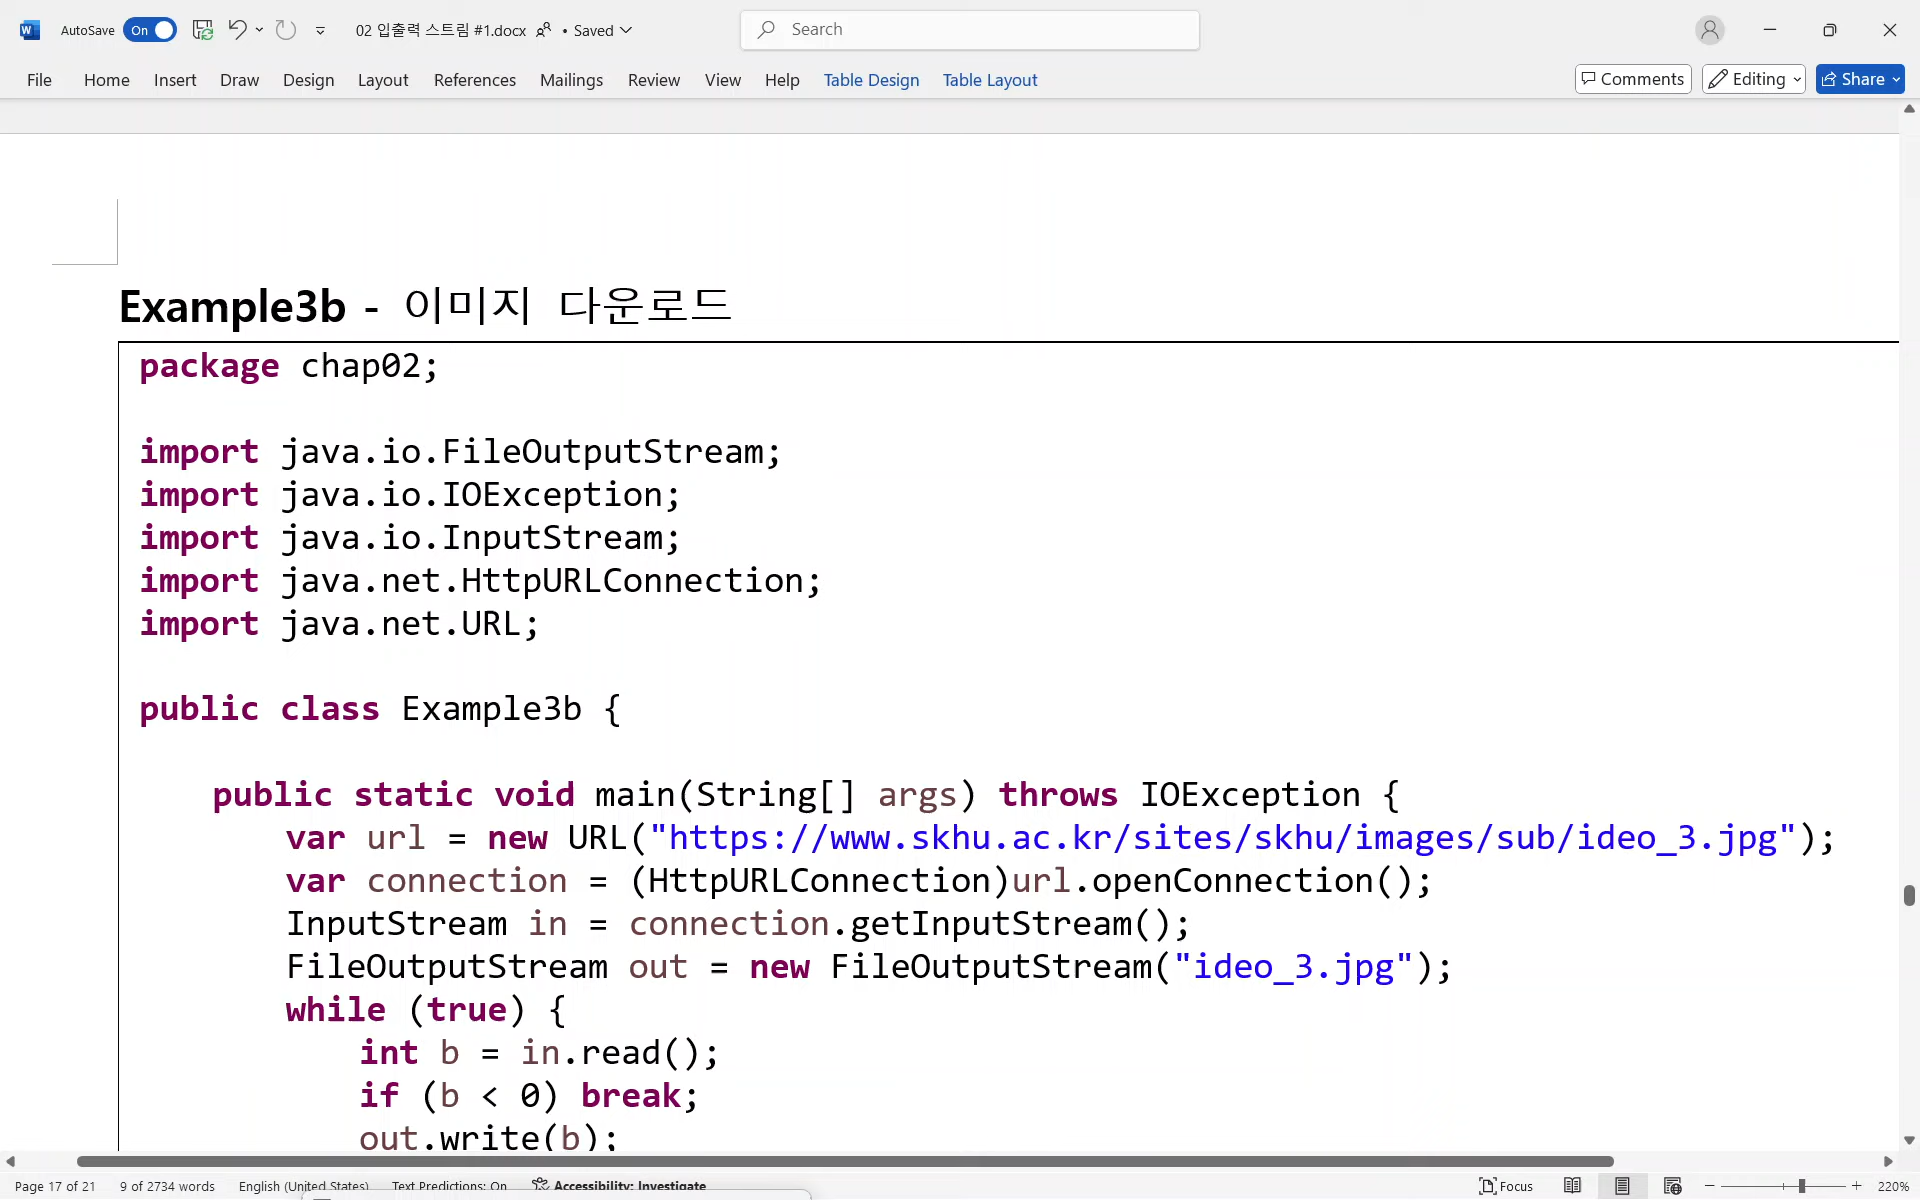 AutoSave On 02 입출력 스트림 #1.docx • Saved Search
File Home Insert Draw Design Layout References Mailings Review View Help Table Design Table Layout Comments Editing Share
Example3b - 이미지 다운로드
package chap02;
import java.io.FileOutputStream;
import java.io.IOException;
import java.io.InputStream;
import java.net.HttpURLConnection;
import java.net.URL;
public class Example3b {
public static void main(String[] args) throws IOException {
var url = new URL("https://www.skhu.ac.kr/sites/skhu/images/sub/ideo_3.jpg");
var connection = (HttpURLConnection)url.openConnection();
InputStream in = connection.getInputStream();
FileOutputStream out = new FileOutputStream("ideo_3.jpg");
while (true) {
int b = in.read();
if (b < 0) break;
out.write(b);
Page 17 of 21 9 of 2734 words English (United States) Text Predictions: On Accessibility: Investigate Focus 220%